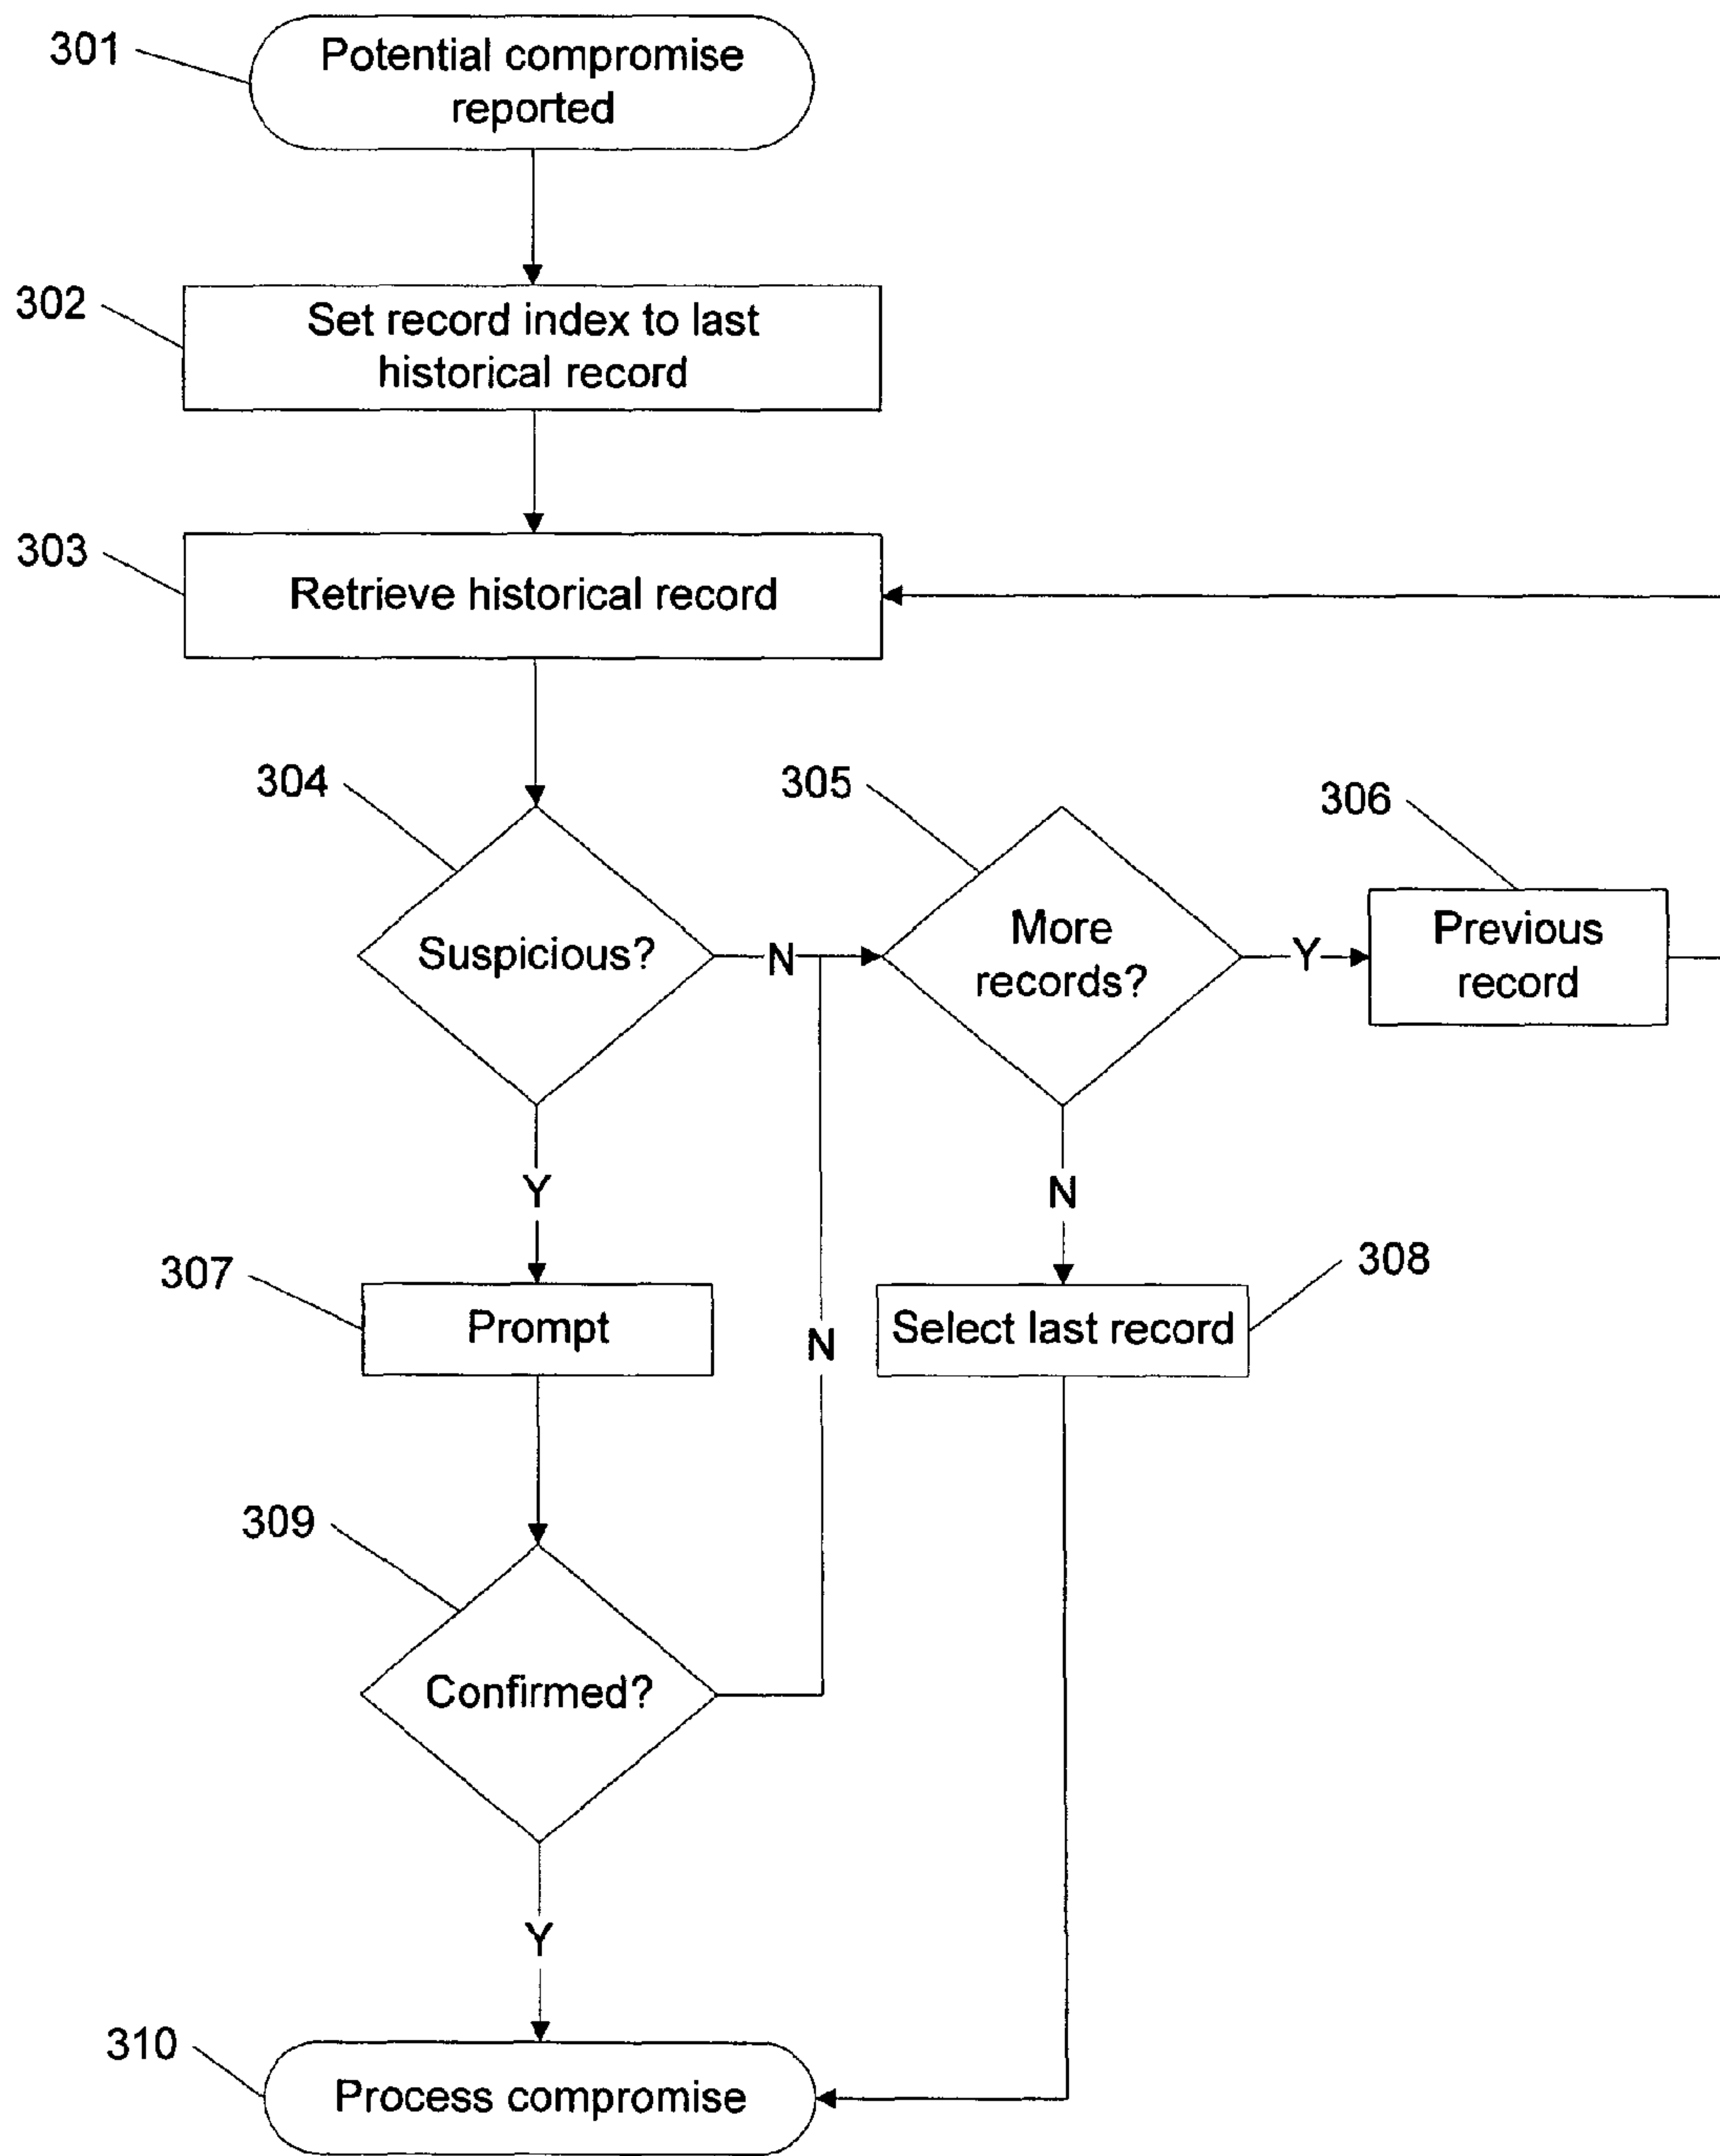 301
Potential compromise
reported
302
Set record index to last
historical record
303
Retrieve historical record
304
305
306
Suspicious?
N
More
records?
Y
Previous
record
Y
N
307
Prompt
N
Select last record
308
309
Confirmed?
Y
310
Process compromise